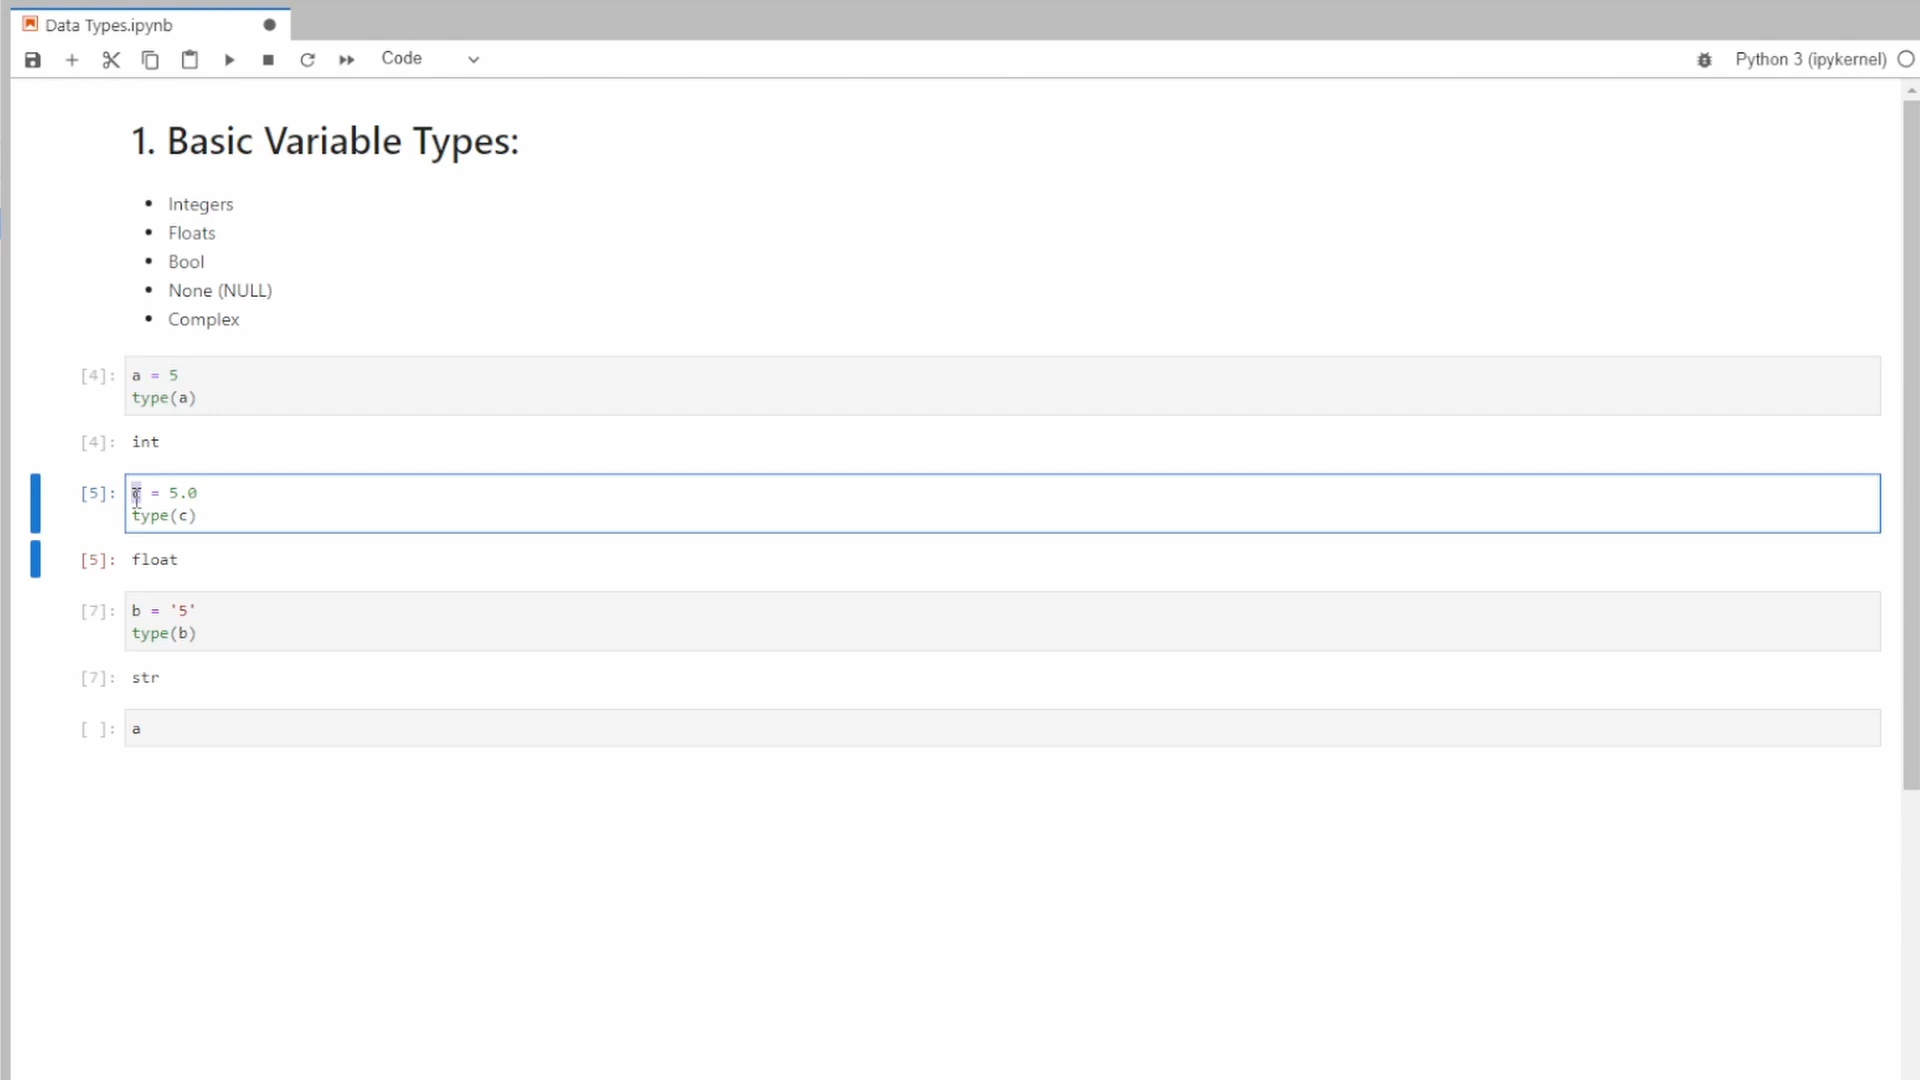 Data Types.ipynb
Code
Python 3 (ipykernel)
1. Basic Variable Types:
• Integers
• Floats
• Bool
• None (NULL)
• Complex
[4]: a = 5
type(a)
[4]: int
[5]: c = 5.0
type(c)
[5]: float
[7]: b = '5'
type(b)
[7]: str
[ ]: a